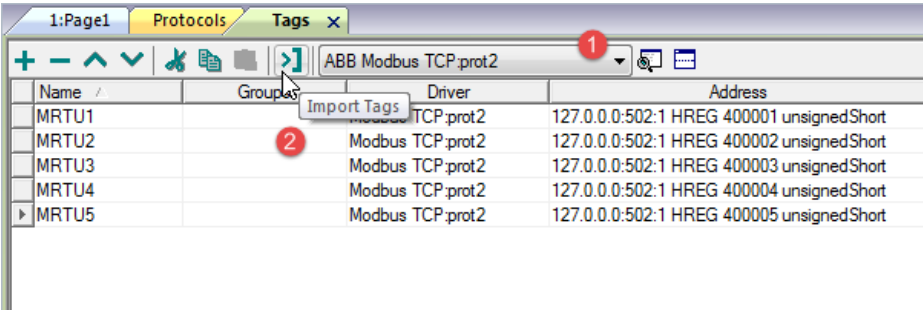 1:Page1 Protocols Tags x
ABB Modbus TCP:prot2 1
Name Groups Driver Address
Import Tags
MRTU1 Modbus TCP:prot2 127.0.0.0:502:1 HREG 400001 unsignedShort
2
MRTU2 Modbus TCP:prot2 127.0.0.0:502:1 HREG 400002 unsignedShort
MRTU3 Modbus TCP:prot2 127.0.0.0:502:1 HREG 400003 unsignedShort
MRTU4 Modbus TCP:prot2 127.0.0.0:502:1 HREG 400004 unsignedShort
MRTU5 Modbus TCP:prot2 127.0.0.0:502:1 HREG 400005 unsignedShort